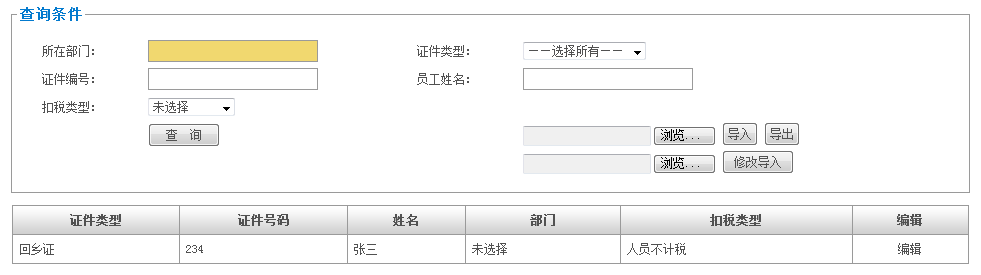 查询条件
所在部门： 证件类型： －－选择所有－－
证件编号： 员工姓名：
扣税类型： 未选择
查 询 浏览... 导入 导出
浏览... 修改导入
证件类型 证件号码 姓名 部门 扣税类型 编辑
回乡证 234 张三 未选择 人员不计税 编辑